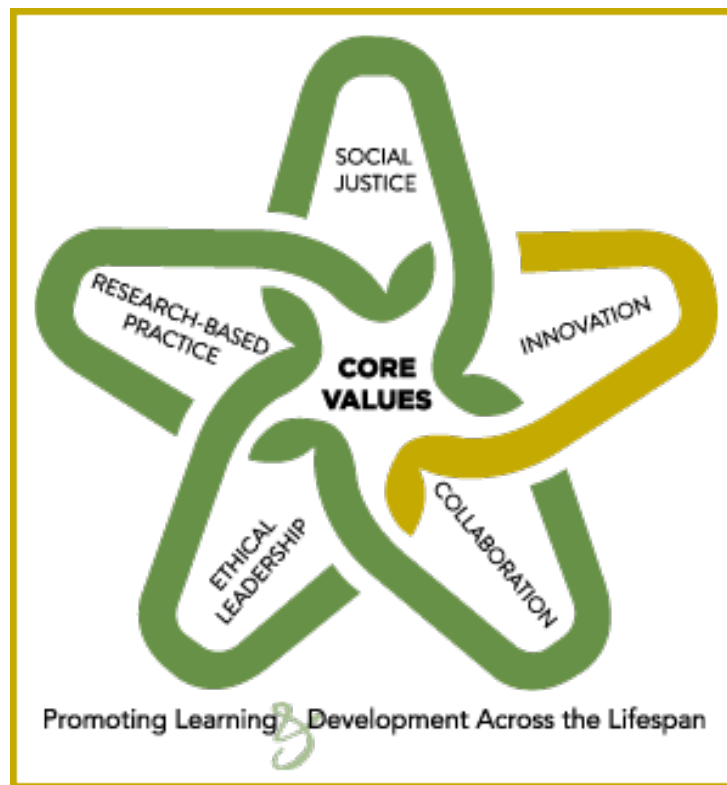 SOCIAL
JUSTICE
RESEARCH-BASED
PRACTICE
INNOVATION
CORE
VALUES
ETHICAL
LEADERSHIP
COLLABORATION
Promoting Learning & Development Across the Lifespan